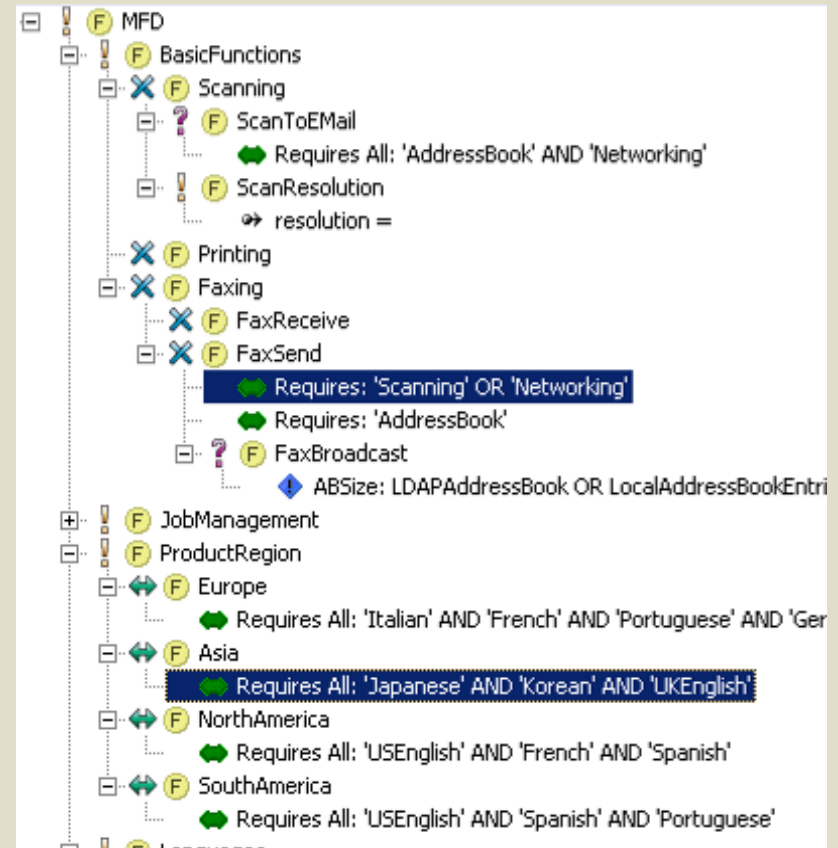 F MFD
F BasicFunctions
F Scanning
? F ScanToEMail
Requires All: 'AddressBook' AND 'Networking'
F ScanResolution
resolution =
F Printing
F Faxing
F FaxReceive
F FaxSend
Requires: 'Scanning' OR 'Networking'
Requires: 'AddressBook'
? F FaxBroadcast
ABSize: LDAPAddressBook OR LocalAddressBookEntri
F JobManagement
F ProductRegion
F Europe
Requires All: 'Italian' AND 'French' AND 'Portuguese' AND 'Ger
F Asia
Requires All: 'Japanese' AND 'Korean' AND 'UKEnglish'
F NorthAmerica
Requires All: 'USEnglish' AND 'French' AND 'Spanish'
F SouthAmerica
Requires All: 'USEnglish' AND 'Spanish' AND 'Portuguese'